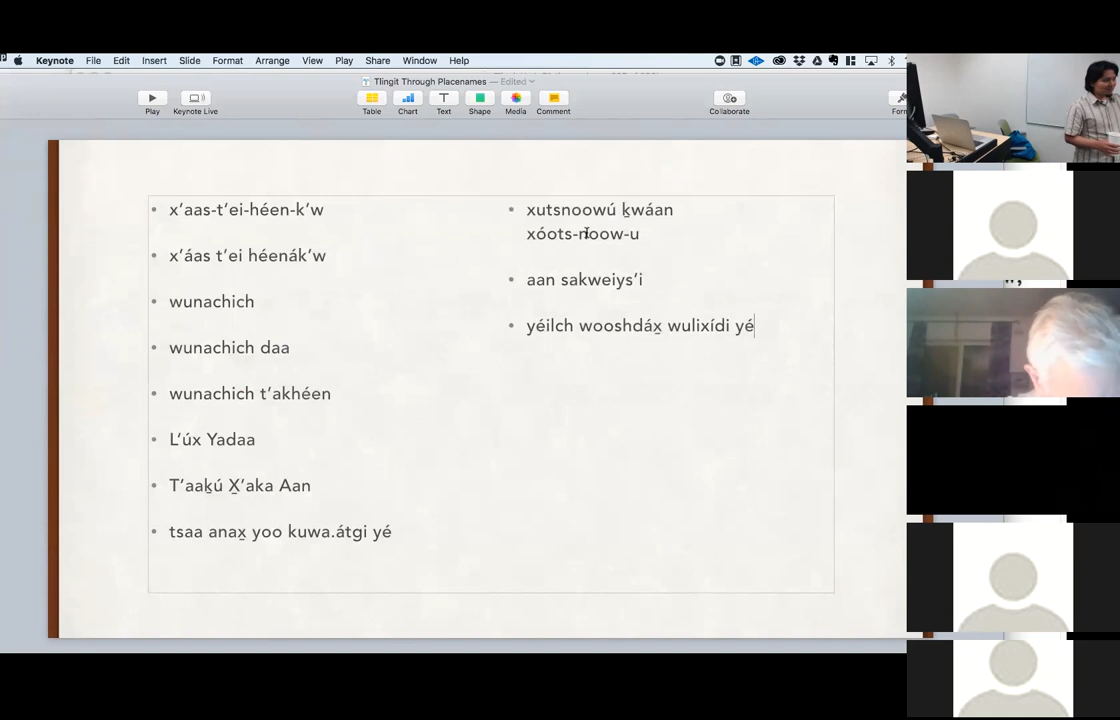 Keynote File Edit Insert Slide Format Arrange View Play Share Window Help
Tlingit Through Placenames — Edited
Play Keynote Live Table Chart Text Shape Media Comment Collaborate
• x'aas-t'ei-héen-k'w
• x'áas t'ei héenák'w
• wunachich
• wunachich daa
• wunachich t'akhéen
• L'úx Yadaa
• T'aaḵú X̱'aka Aan
• tsaa anax̱ yoo kuwa.átgi yé
• xutsnoowú ḵwáan
xóots-noow-u
• aan sakweiys'i
• yéilch wooshdáx̱ wulixídi yé